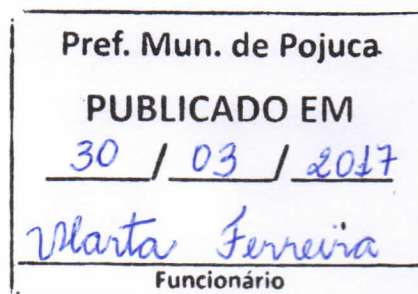 Pref. Mun. de Pojuca
PUBLICADO EM
30 / 03 / 2017
Marta Ferreira
Funcionário